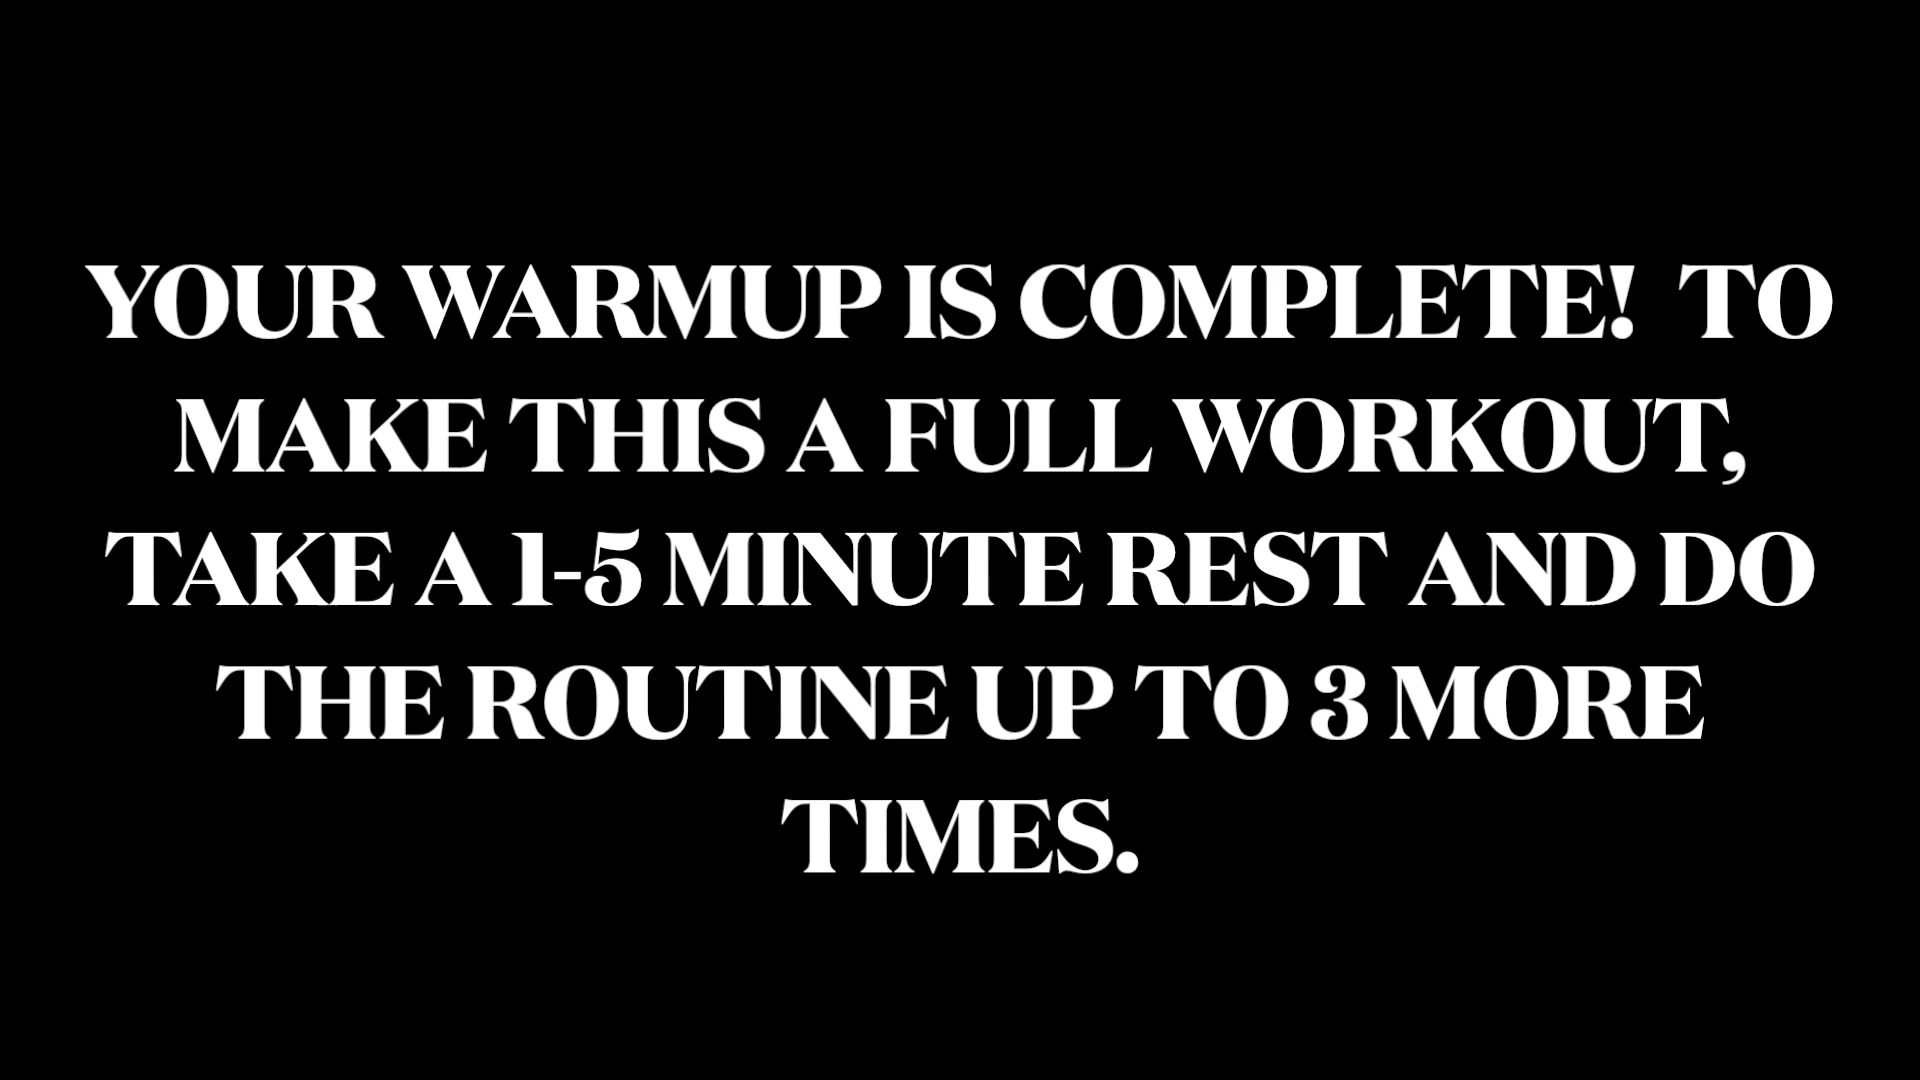 YOUR WARMUP IS COMPLETE!  TO
MAKE THIS A FULL WORKOUT,
TAKE A 1-5 MINUTE REST AND DO
THE ROUTINE UP TO 3 MORE
TIMES.